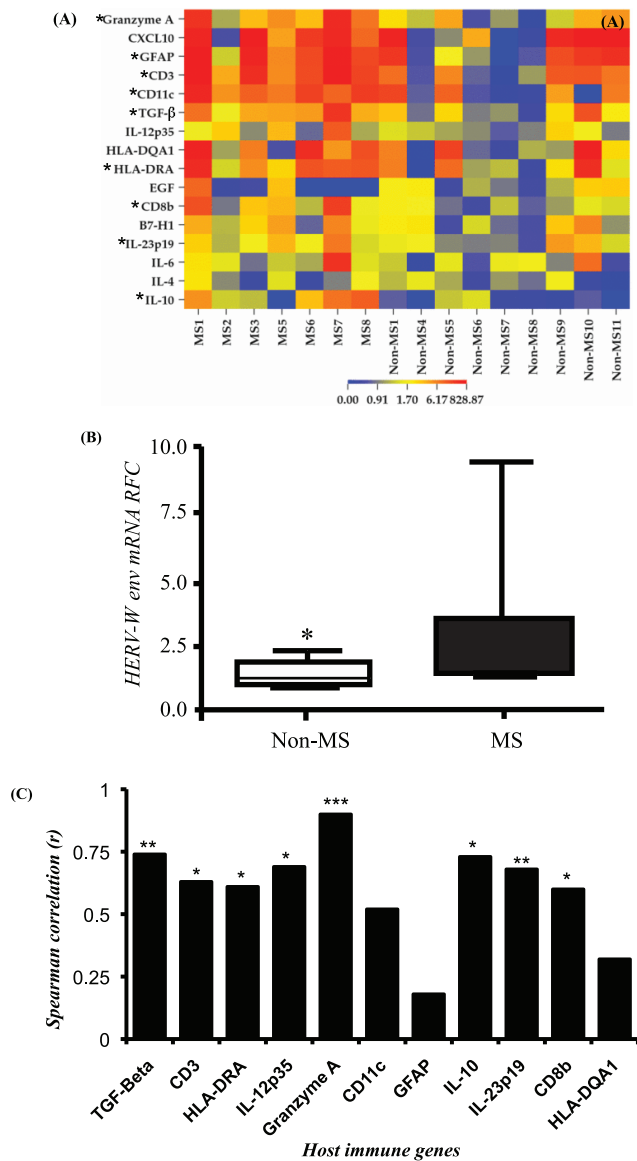 (A)
(A)
*Granzyme A
CXCL10
*GFAP
*CD3
*CD11c
*TGF-β
IL-12p35
HLA-DQA1
*HLA-DRA
EGF
*CD8b
B7-H1
*IL-23p19
IL-6
IL-4
*IL-10
MS1
MS2
MS3
MS5
MS6
MS7
MS8
Non-MS1
Non-MS4
Non-MS5
Non-MS6
Non-MS7
Non-MS8
Non-MS9
Non-MS10
Non-MS11
0.00 0.91 1.70 6.17 828.87
(B)
HERV-W env mRNA RFC
10.0
7.5
5.0
2.5
0.0
*
Non-MS MS
(C)
Spearman correlation (r)
1
0.75
0.5
0.25
0
** * * * *** * ** *
TGF-Beta
CD3
HLA-DRA
IL-12p35
Granzyme A
CD11c
GFAP
IL-10
IL-23p19
CD8b
HLA-DQA1
Host immune genes